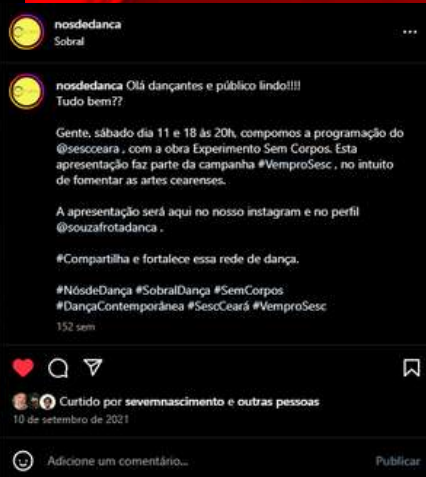 nosdedanca
Sobral
nosdedanca Olá dançantes e público lindo!!!!
Tudo bem??
Gente, sábado dia 11 e 18 às 20h, compomos a programação do
@sescceara , com a obra Experimento Sem Corpos. Esta
apresentação faz parte da campanha #VemproSesc , no intuito
de fomentar as artes cearenses.
A apresentação será aqui no nosso instagram e no perfil
@souzafrotadanca .
#Compartilha e fortalece essa rede de dança.
#NósdeDança #SobralDança #SemCorpos
#DançaContemporânea #SescCeará #VemproSesc
152 sem
Curtido por severnnascimento e outras pessoas
10 de setembro de 2021
Adicione um comentário...
Publicar